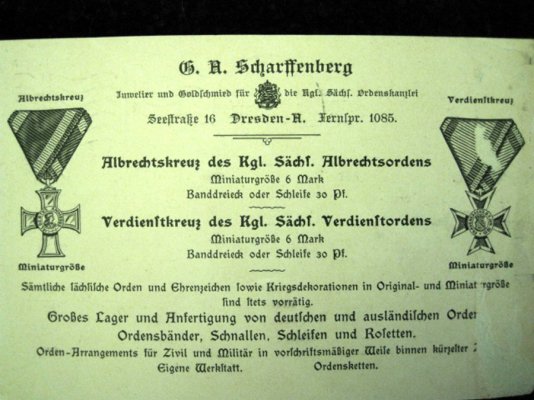 G. A. Scharffenberg
Juwelier und Goldschmied für die Kgl. Sächs. Ordenskanzlei
Seestraße 16 Dresden-A. Fernspr. 1085.
Albrechtskreuz
Miniaturgröße
Verdienstkreuz
Miniaturgröße
Albrechtskreuz des Kgl. Sächs. Albrechtsordens
Miniaturgröße 6 Mark
Banddreieck oder Schleife 30 Pf.
Verdienstkreuz des Kgl. Sächs. Verdienstordens
Miniaturgröße 6 Mark
Banddreieck oder Schleife 30 Pf.
Sämtliche sächsische Orden und Ehrenzeichen sowie Kriegsdekorationen in Original- und Miniaturgröße
sind stets vorrätig.
Großes Lager und Anfertigung von deutschen und ausländischen Orden
Ordensbänder, Schnallen, Schleifen und Rosetten.
Orden-Arrangements für Zivil und Militär in vorschriftsmäßiger Weise binnen kürzester
Eigene Werkstatt. Ordensketten.